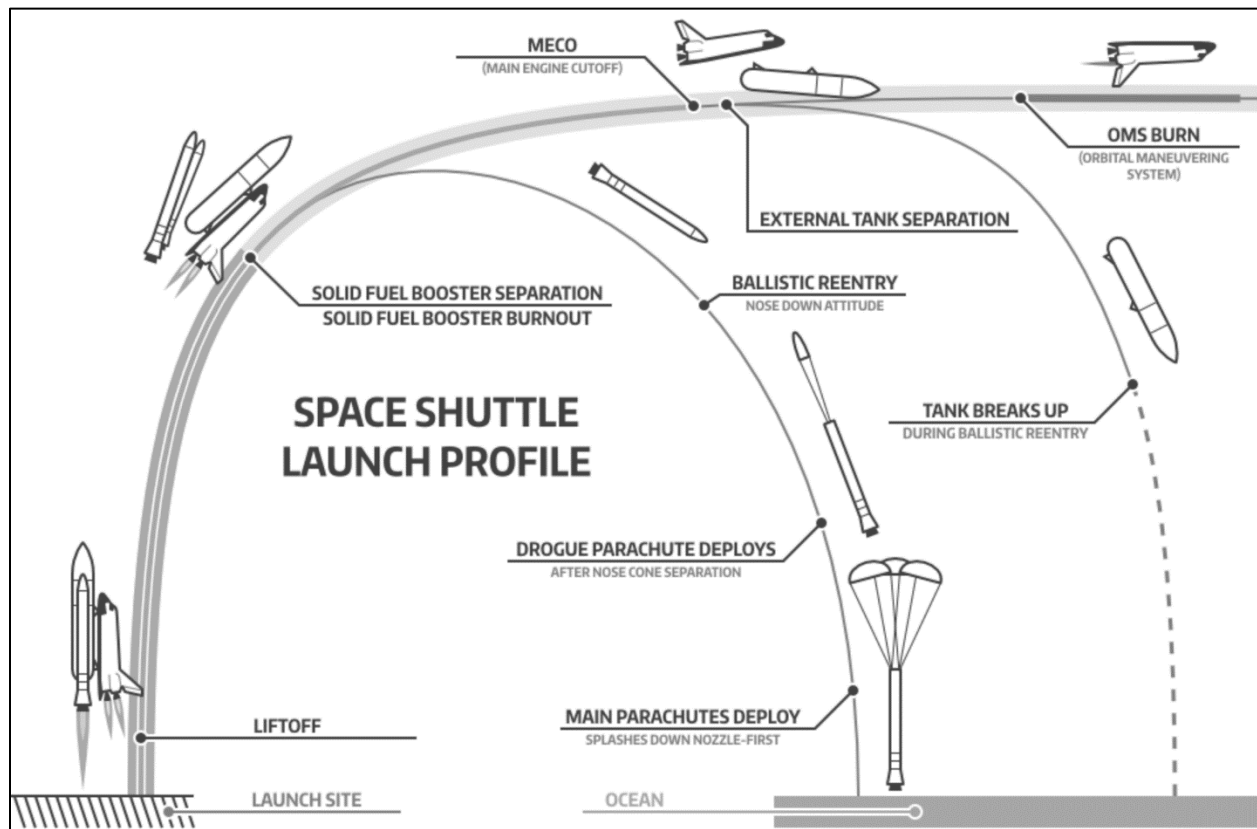 MECO
(MAIN ENGINE CUTOFF)
OMS BURN
(ORBITAL MANEUVERING
SYSTEM)
EXTERNAL TANK SEPARATION
SOLID FUEL BOOSTER SEPARATION
SOLID FUEL BOOSTER BURNOUT
BALLISTIC REENTRY
NOSE DOWN ATTITUDE
SPACE SHUTTLE
LAUNCH PROFILE
TANK BREAKS UP
DURING BALLISTIC REENTRY
DROGUE PARACHUTE DEPLOYS
AFTER NOSE CONE SEPARATION
MAIN PARACHUTES DEPLOY
SPLASHES DOWN NOZZLE-FIRST
LIFTOFF
LAUNCH SITE
OCEAN